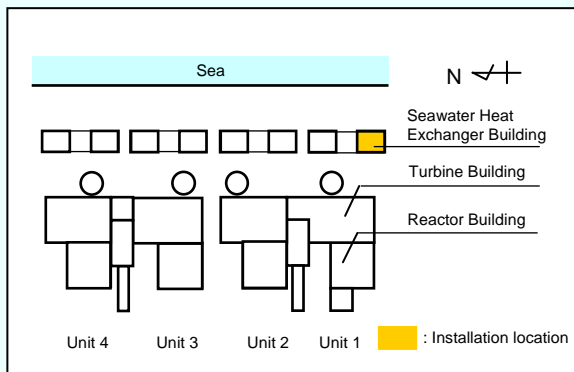 Sea
N
Seawater Heat
Exchanger Building
Turbine Building
Reactor Building
Unit 4
Unit 3
Unit 2
Unit 1
: Installation location